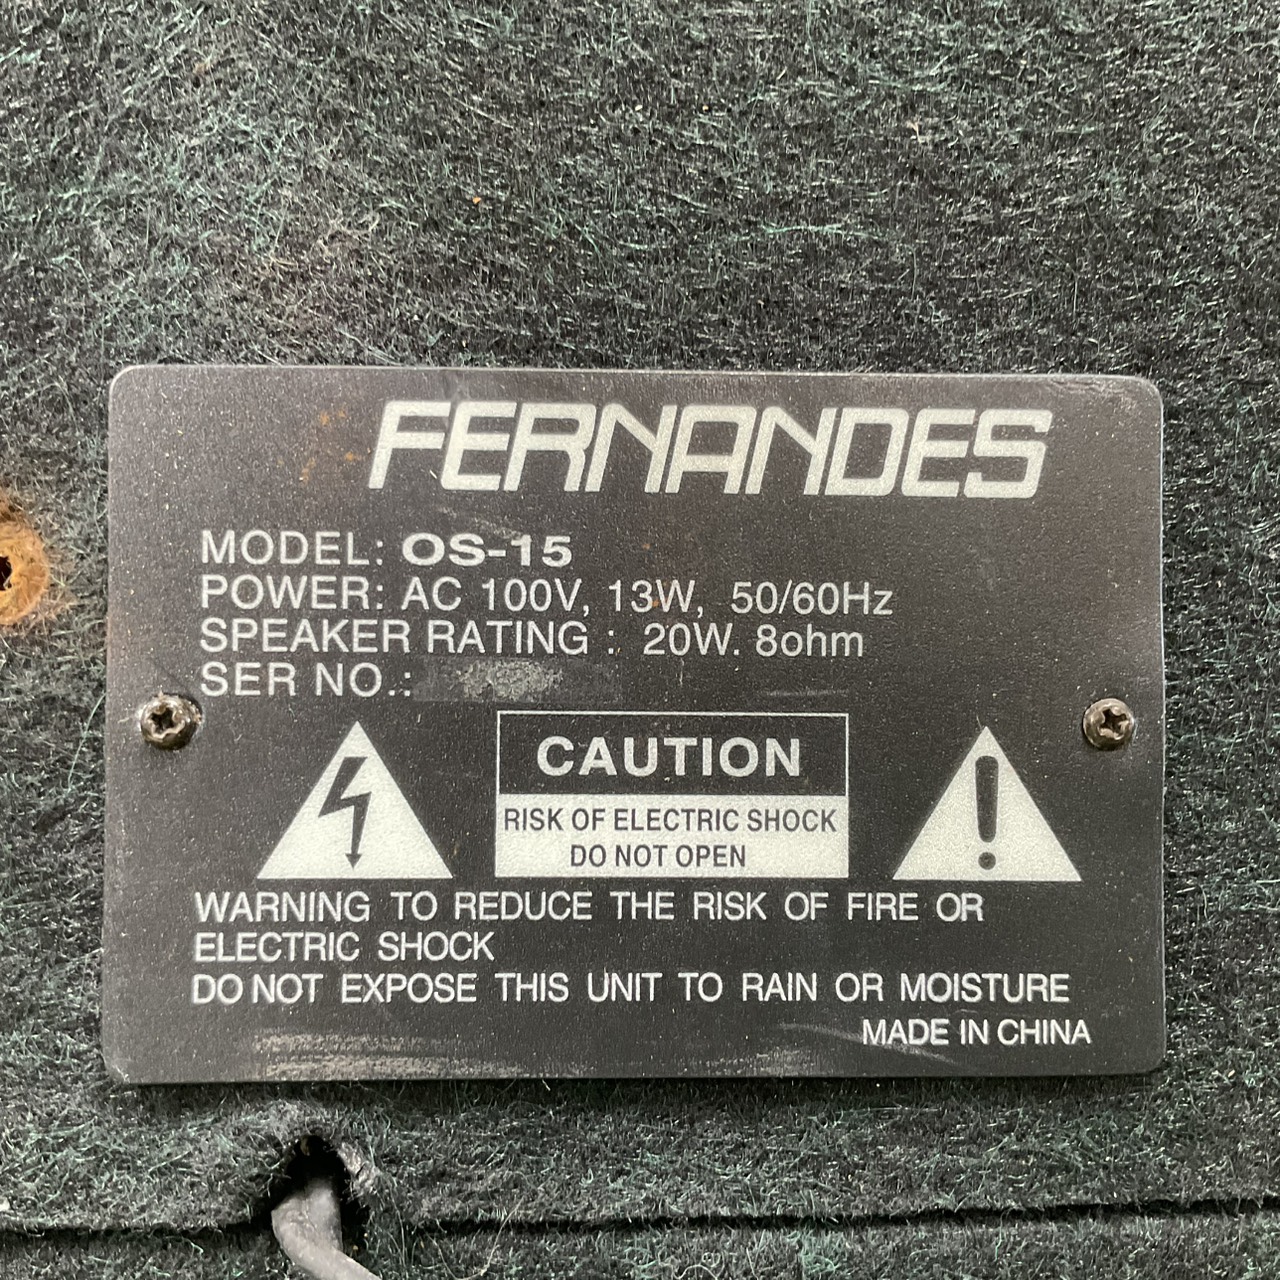 FERNANDES
MODEL: OS-15
POWER: AC 100V, 13W, 50/60Hz
SPEAKER RATING : 20W. 8ohm
SER NO.:
CAUTION
RISK OF ELECTRIC SHOCK
DO NOT OPEN
WARNING TO REDUCE THE RISK OF FIRE OR
ELECTRIC SHOCK
DO NOT EXPOSE THIS UNIT TO RAIN OR MOISTURE
MADE IN CHINA